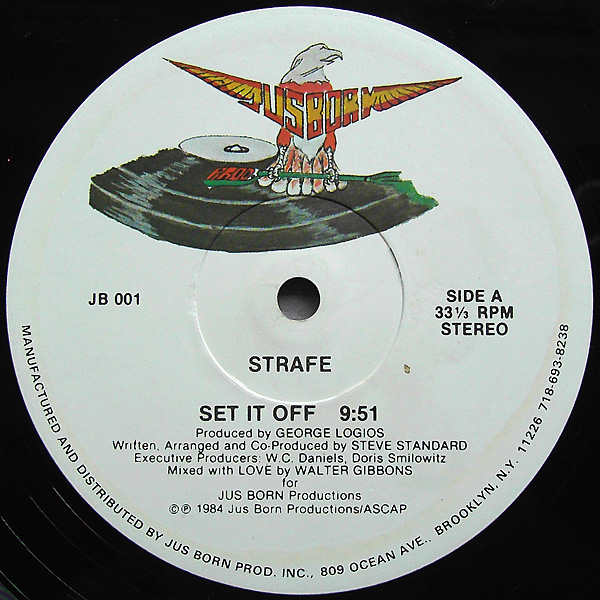 JUS BORN
PROD
JB 001
SIDE A
33⅓ RPM
STEREO
STRAFE
SET IT OFF 9:51
Produced by GEORGE LOGIOS
Written, Arranged and Co-Produced by STEVE STANDARD
Executive Producers: W.C. Daniels, Doris Smilowitz
Mixed with LOVE by WALTER GIBBONS
for
JUS BORN Productions
© ℗ 1984 Jus Born Productions/ASCAP
MANUFACTURED AND DISTRIBUTED BY JUS BORN PROD. INC., 809 OCEAN AVE., BROOKLYN, N.Y. 11226 718-693-8238